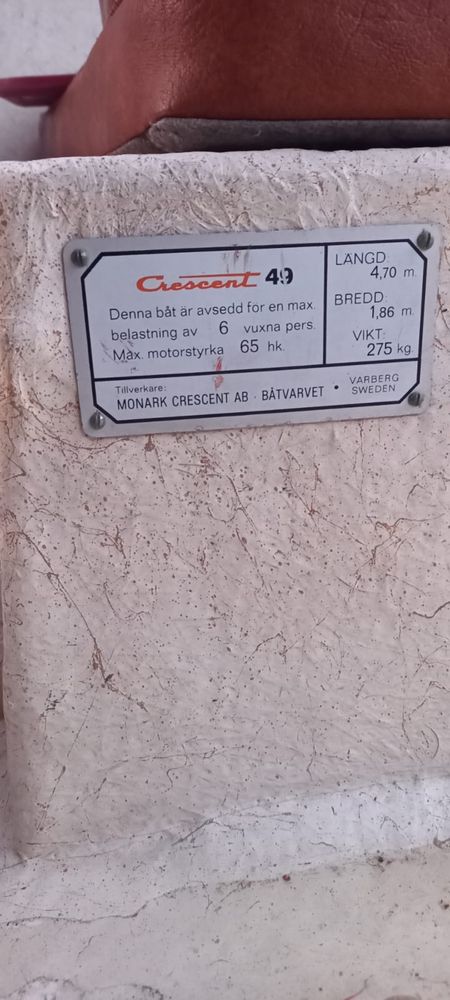 Crescent 49
Denna båt är avsedd för en max.
belastning av 6 vuxna pers.
Max. motorstyrka 65 hk.
LÄNGD:
4,70 m.
BREDD:
1,86 m.
VIKT:
275 kg.
Tillverkare:
MONARK CRESCENT AB · BÅTVARVET • VARBERG
SWEDEN